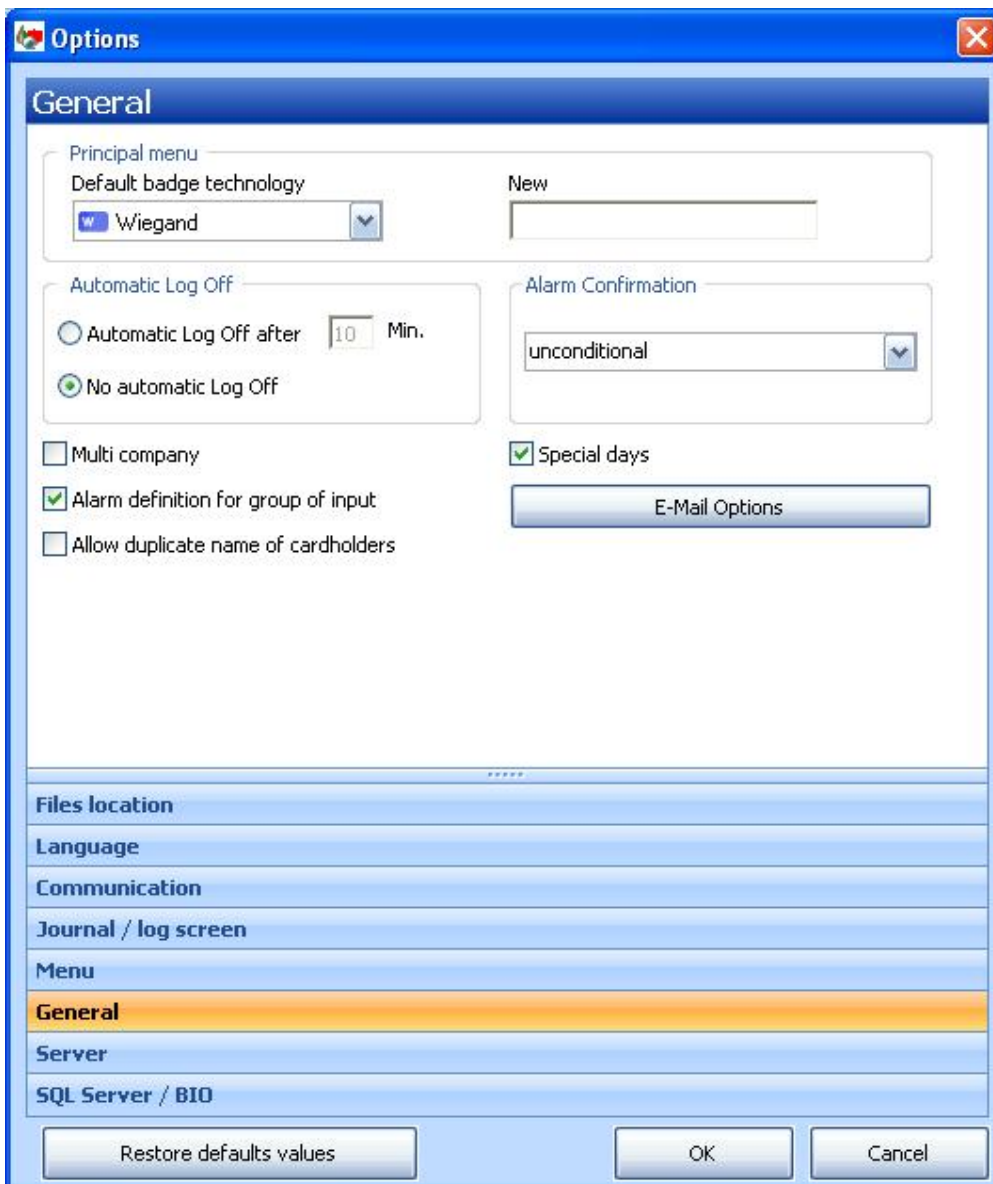 Options
General
Principal menu
Default badge technology
New
W Wiegand
Automatic Log Off
Alarm Confirmation
Automatic Log Off after 10 Min.
unconditional
No automatic Log Off
Multi company
Special days
Alarm definition for group of input
E-Mail Options
Allow duplicate name of cardholders
Files location
Language
Communication
Journal / log screen
Menu
General
Server
SQL Server / BIO
Restore defaults values
OK
Cancel